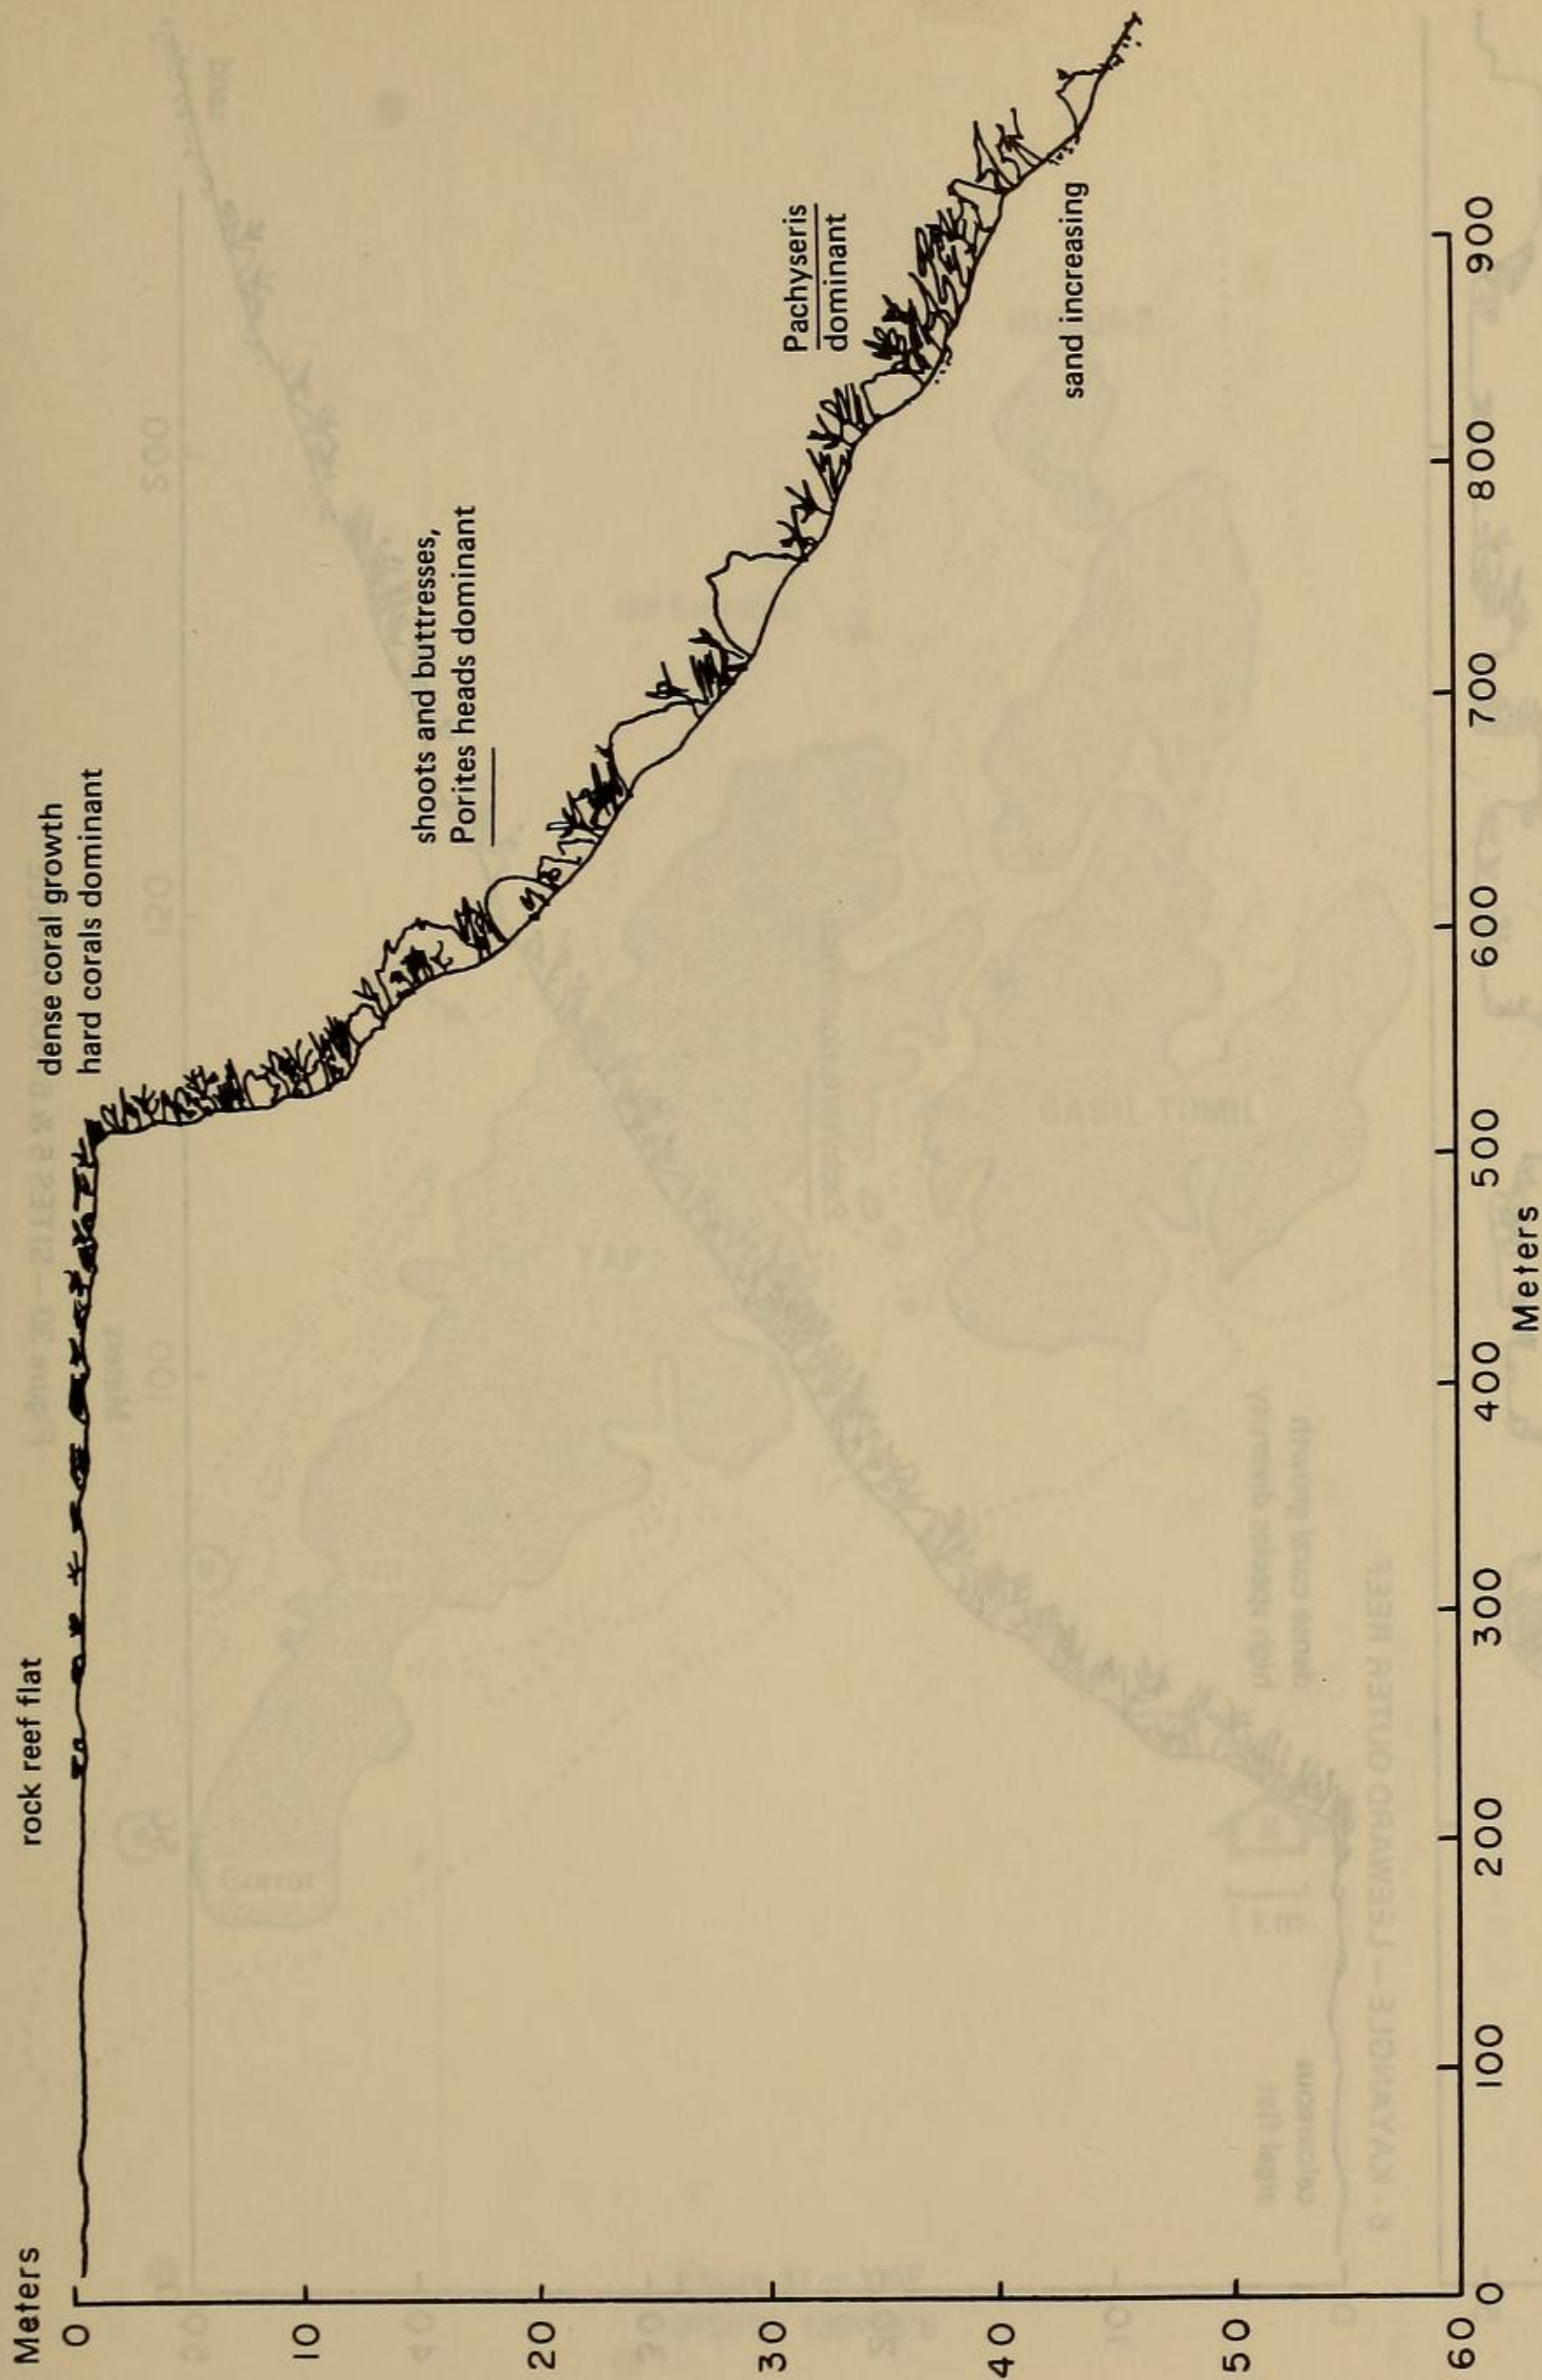 Meters
rock reef flat
dense coral growth
hard corals dominant
shoots and buttresses,
Porites heads dominant
Pachyseris
dominant
sand increasing
0
10
20
30
40
50
60
0 100 200 300 400 500 600 700 800 900
Meters